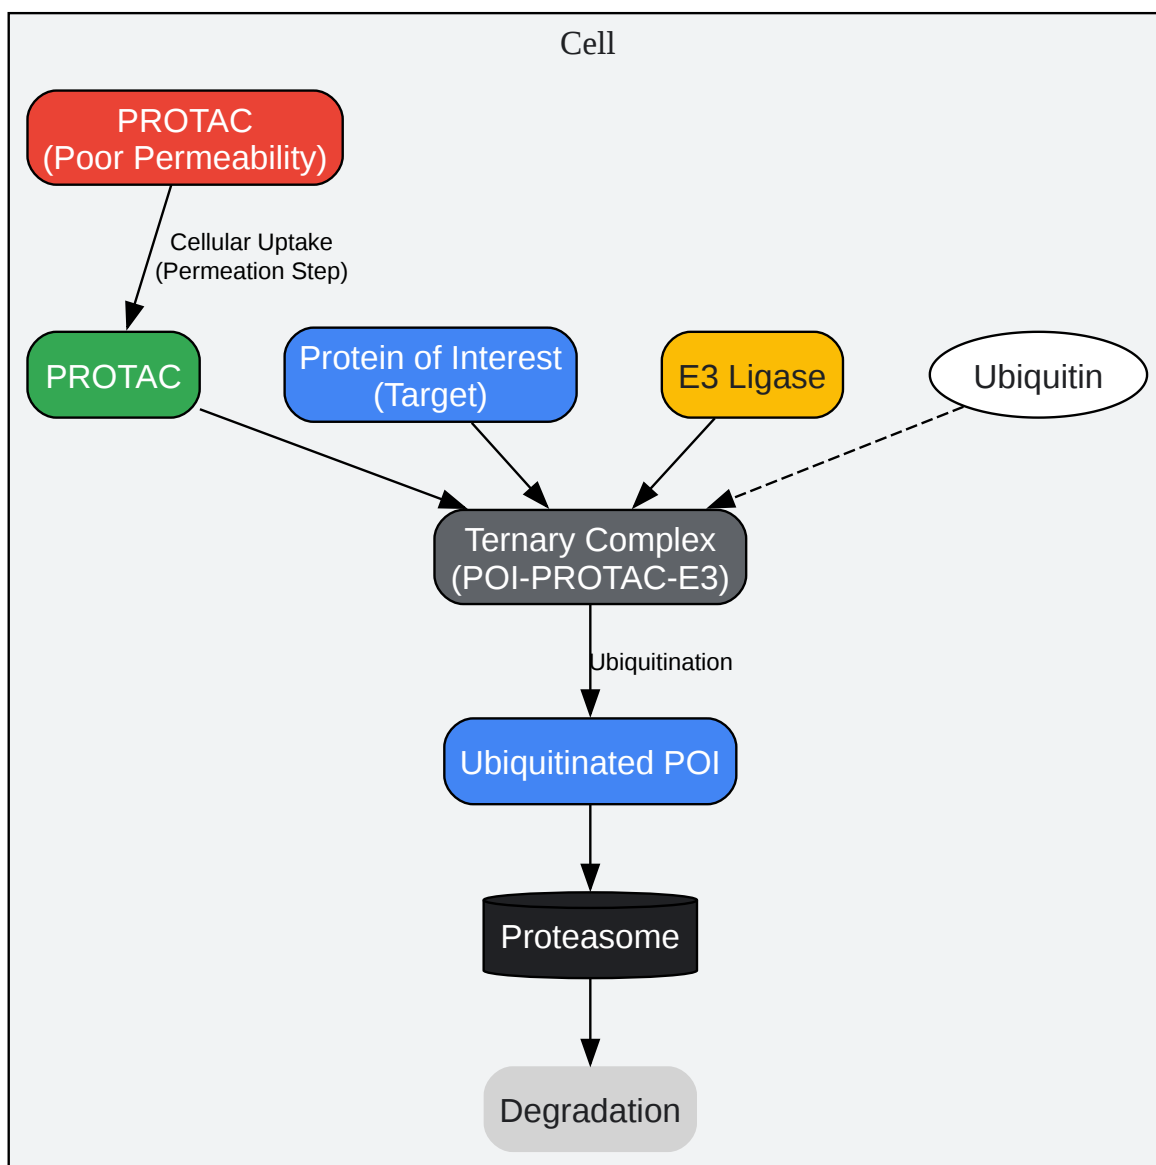 Cell
PROTAC
(Poor Permeability)
Cellular Uptake
(Permeation Step)
PROTAC
Protein of Interest
(Target)
E3 Ligase
Ubiquitin
Ternary Complex
(POI-PROTAC-E3)
Ubiquitination
Ubiquitinated POI
Proteasome
Degradation